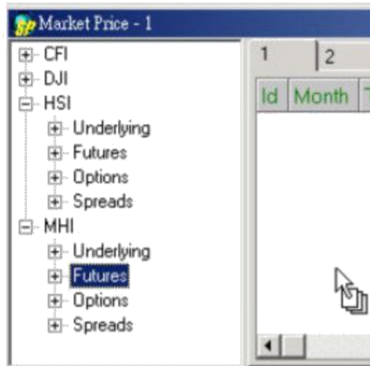 Market Price - 1
CFI
DJI
HSI
Underlying
Futures
Options
Spreads
MHI
Underlying
Futures
Options
Spreads
1 2
Id Month